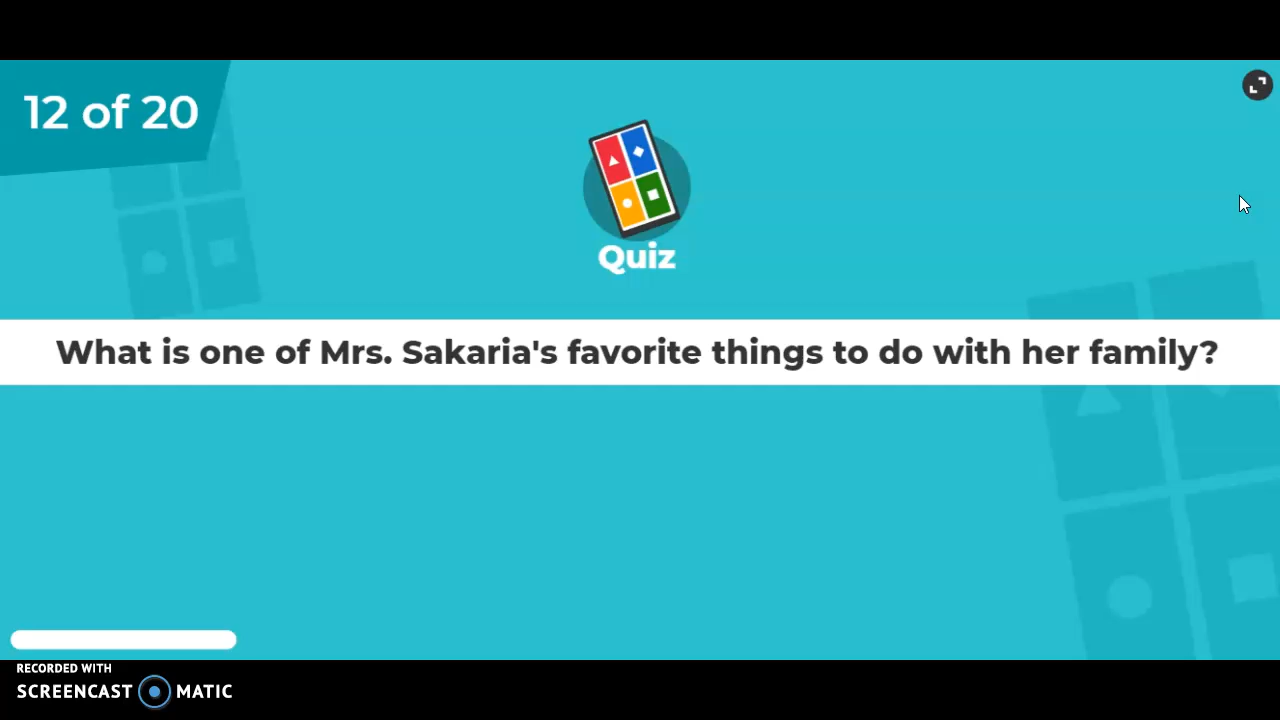 12 of 20
Quiz
What is one of Mrs. Sakaria's favorite things to do with her family?
RECORDED WITH
SCREENCAST MATIC